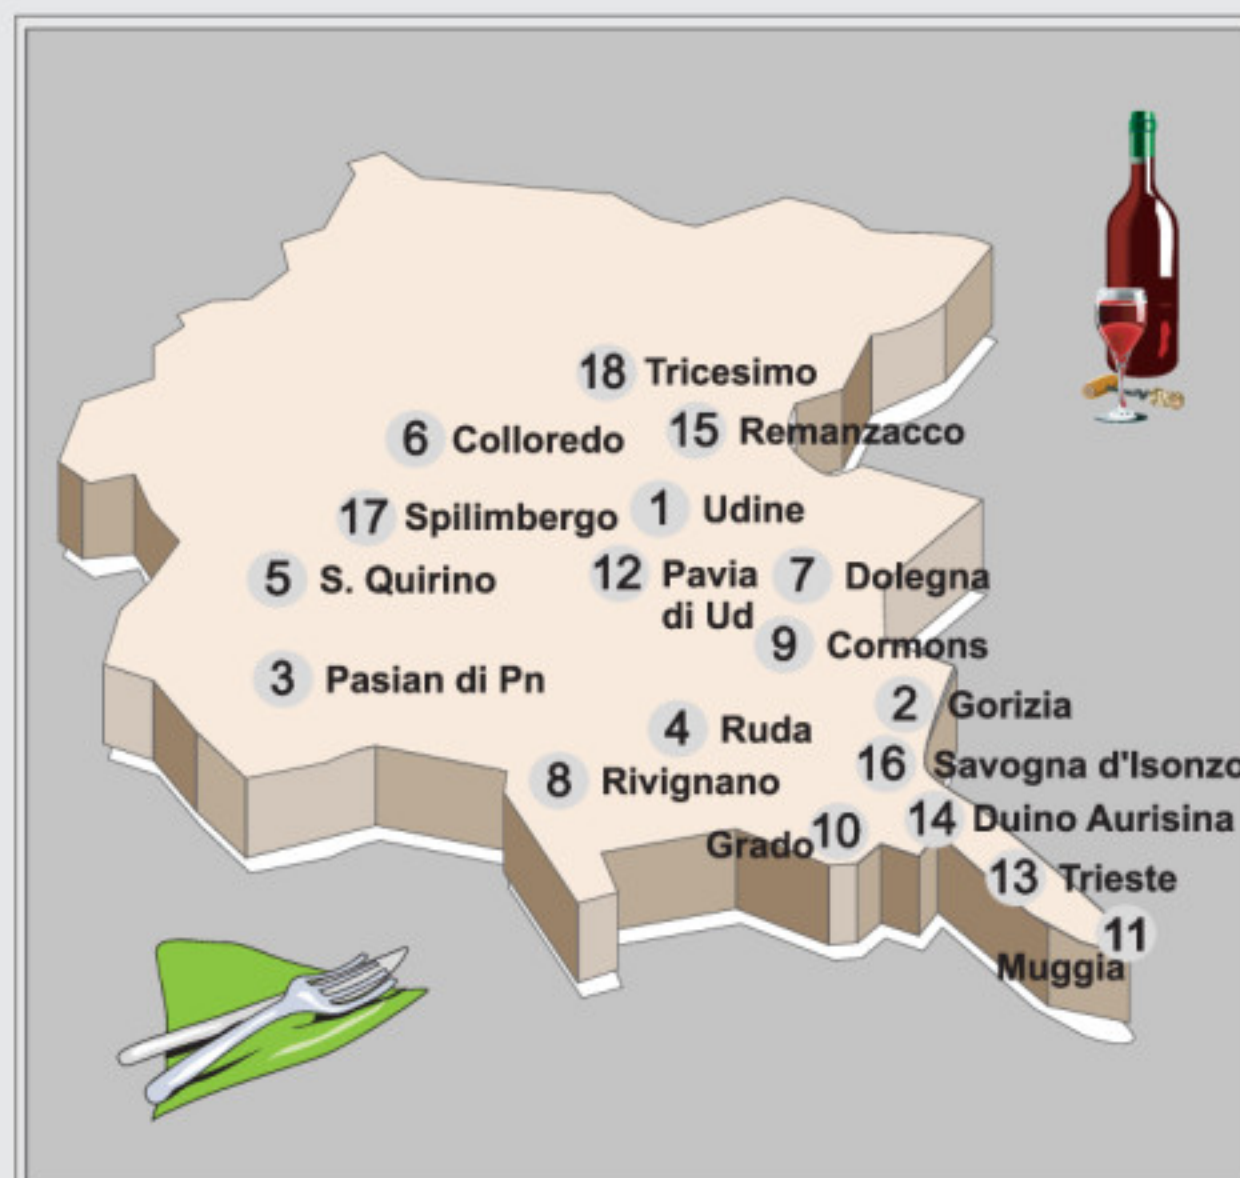 18 Tricesimo
6 Colloredo
15 Remanzacco
17 Spilimbergo
1 Udine
5 S. Quirino
12 Pavia
di Ud
7 Dolegna
9 Cormons
3 Pasian di Pn
2 Gorizia
4 Ruda
16 Savogna d'Isonzo
8 Rivignano
14 Duino Aurisina
Grado 10
13 Trieste
11
Muggia